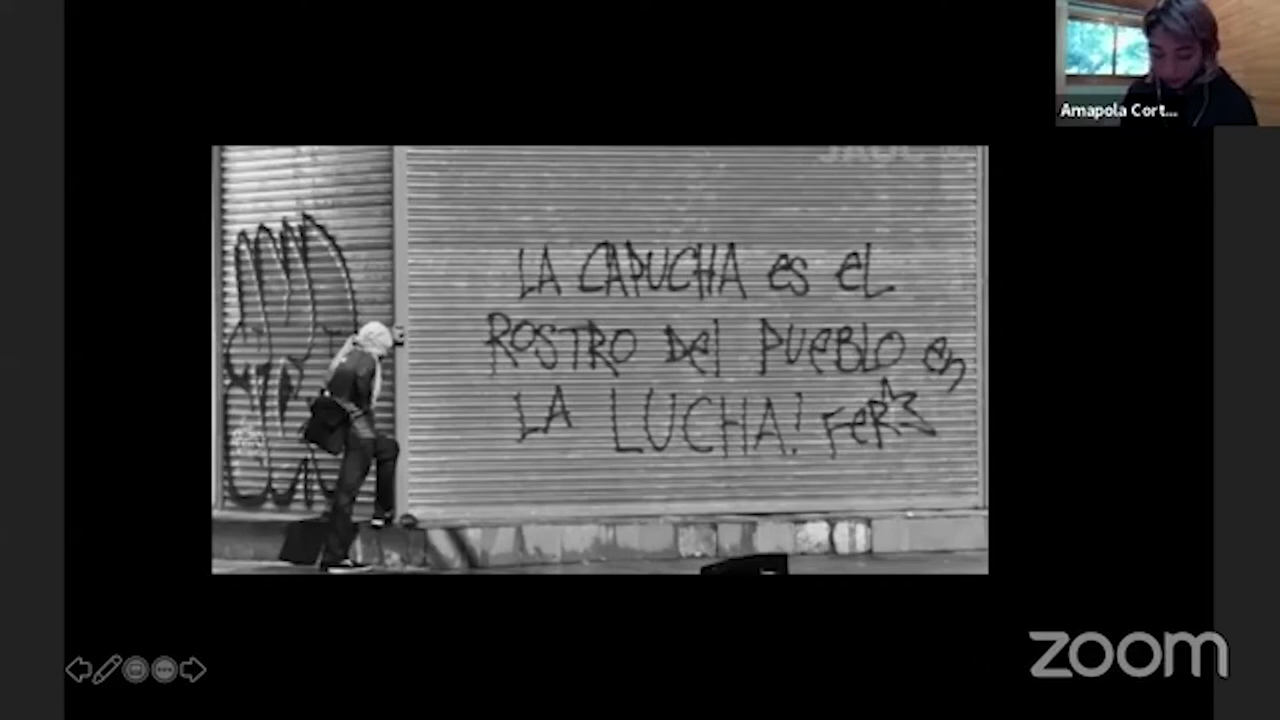 Amapola Cort...
LA CAPUCHA es eL
ROSTRO Del PUeBLO en
LA LUCHA! FeR
zoom